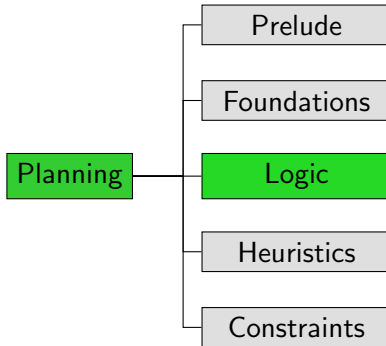 Prelude
Foundations
Planning
Logic
Heuristics
Constraints